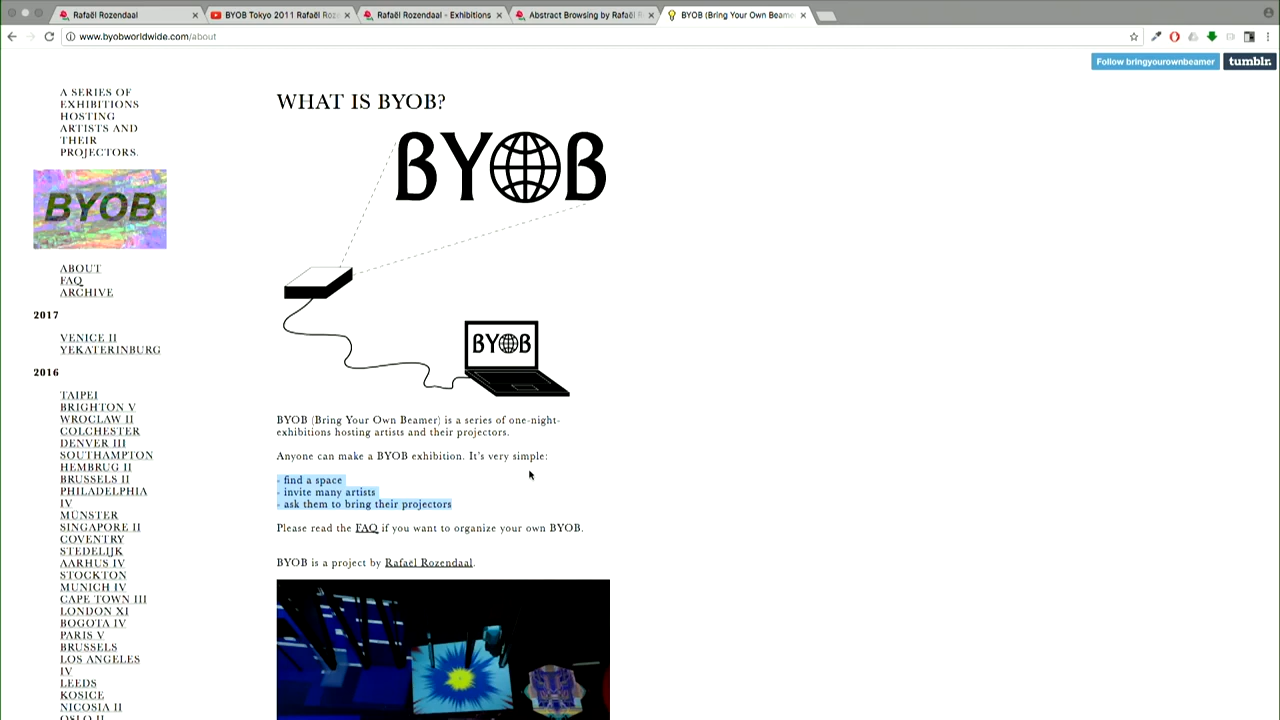 Rafaël Rozendaal
BYOB Tokyo 2011 Rafaël Roze
Rafaël Rozendaal - Exhibitions
Abstract Browsing by Rafaël R
BYOB (Bring Your Own Beame
www.byobworldwide.com/about
Follow bringyourownbeamer
tumblr.
A SERIES OF
EXHIBITIONS
HOSTING
ARTISTS AND
THEIR
PROJECTORS.
BYOB
ABOUT
FAQ
ARCHIVE
2017
VENICE II
YEKATERINBURG
2016
TAIPEI
BRIGHTON V
WROCLAW II
COLCHESTER
DENVER III
SOUTHAMPTON
HEMBRUG II
BRUSSELS II
PHILADELPHIA
IV
MÜNSTER
SINGAPORE II
COVENTRY
STEDELIJK
AARHUS IV
STOCKTON
MUNICH IV
CAPE TOWN III
LONDON XI
BOGOTA IV
PARIS V
BRUSSELS
LOS ANGELES
IV
LEEDS
KOSICE
NICOSIA II
OSLO II
WHAT IS BYOB?
BYOB
BYOB
BYOB (Bring Your Own Beamer) is a series of one-night-
exhibitions hosting artists and their projectors.
Anyone can make a BYOB exhibition. It's very simple:
- find a space
- invite many artists
- ask them to bring their projectors
Please read the FAQ if you want to organize your own BYOB.
BYOB is a project by Rafaël Rozendaal.